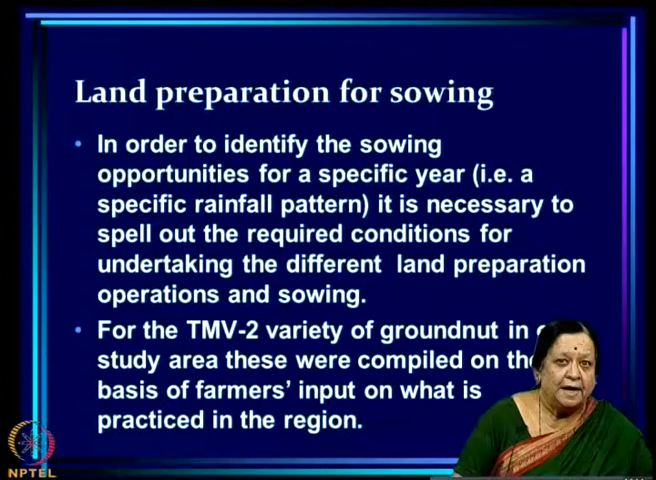 Land preparation for sowing
• In order to identify the sowing
opportunities for a specific year (i.e. a
specific rainfall pattern) it is necessary to
spell out the required conditions for
undertaking the different land preparation
operations and sowing.
• For the TMV-2 variety of groundnut in
study area these were compiled on
basis of farmers' input on what is
practiced in the region.
NPTEL